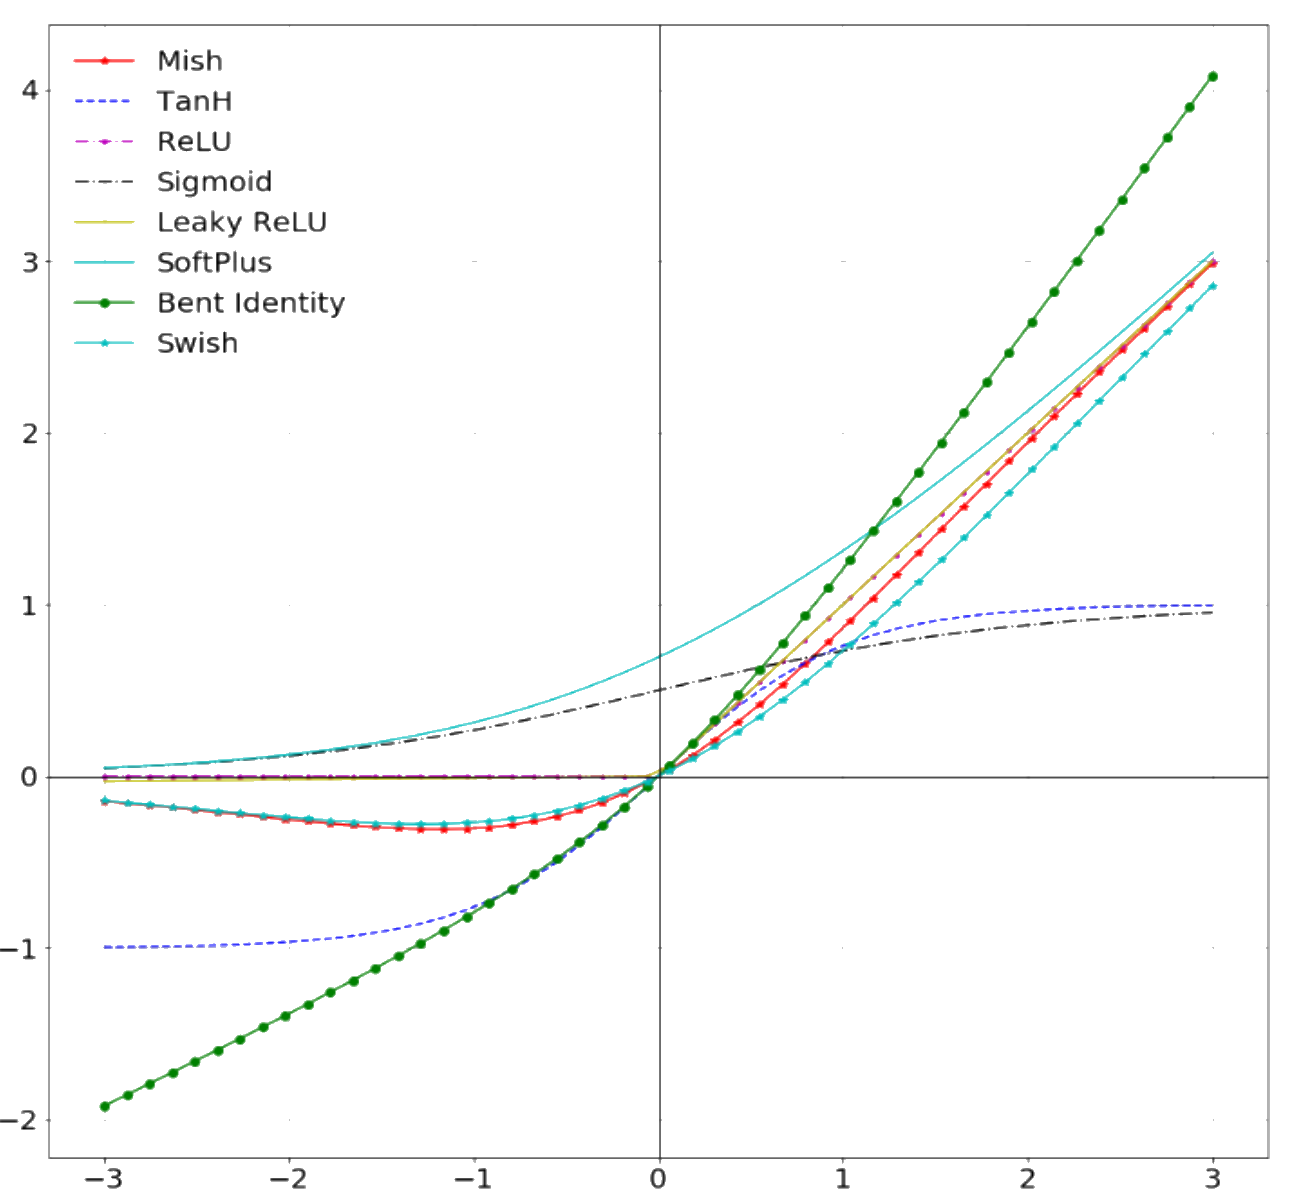 Mish
TanH
ReLU
Sigmoid
Leaky ReLU
SoftPlus
Bent Identity
Swish
4
3
2
1
0
−1
−2
−3 −2 −1 0 1 2 3